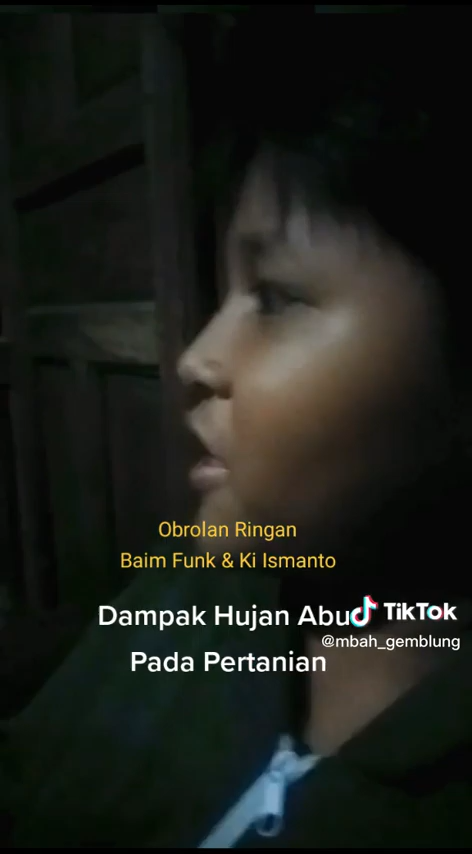 Obrolan Ringan
Baim Funk & Ki Ismanto
Dampak Hujan Abu
TikTok
@mbah_gemblung
Pada Pertanian